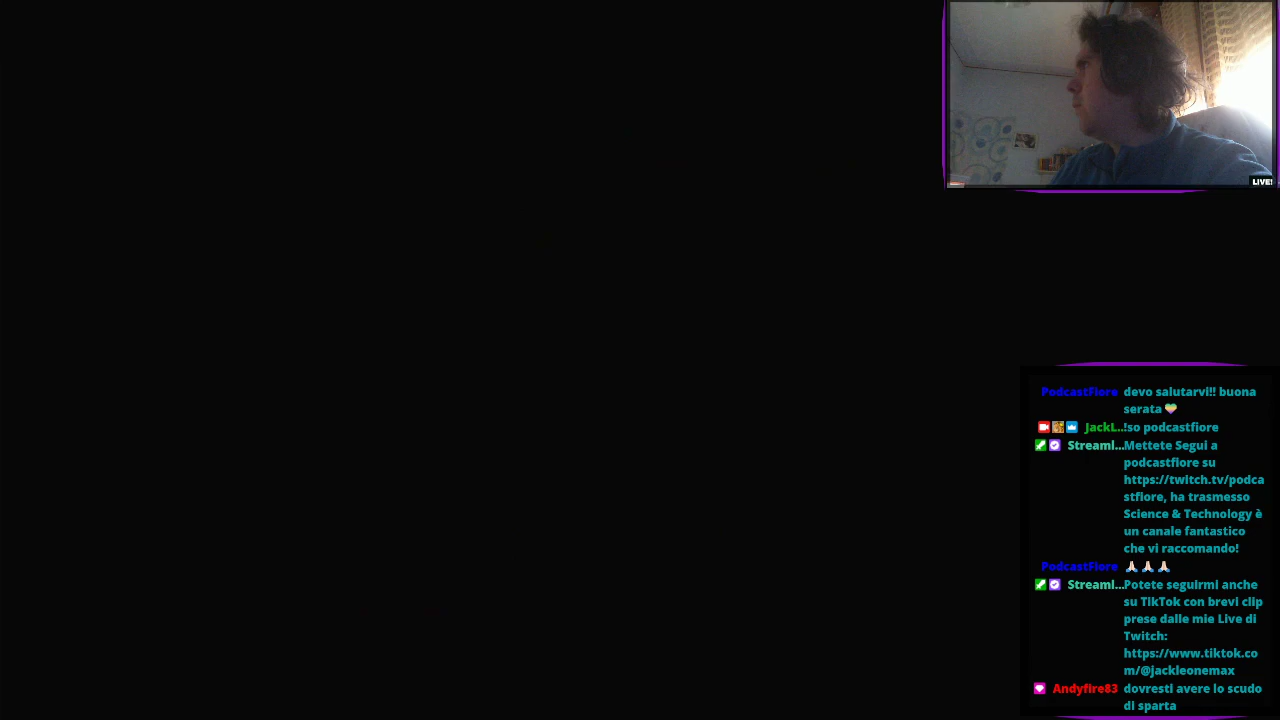 LIVE!
PodcastFiore devo salutarvi!! buona
serata
JackL... !so podcastfiore
Streaml... Mettete Segui a
podcastfiore su
https://twitch.tv/podca
stfiore, ha trasmesso
Science & Technology è
un canale fantastico
che vi raccomando!
PodcastFiore
Streaml... Potete seguirmi anche
su TikTok con brevi clip
prese dalle mie Live di
Twitch:
https://www.tiktok.co
m/@jackleonemax
Andyfire83 dovresti avere lo scudo
di sparta